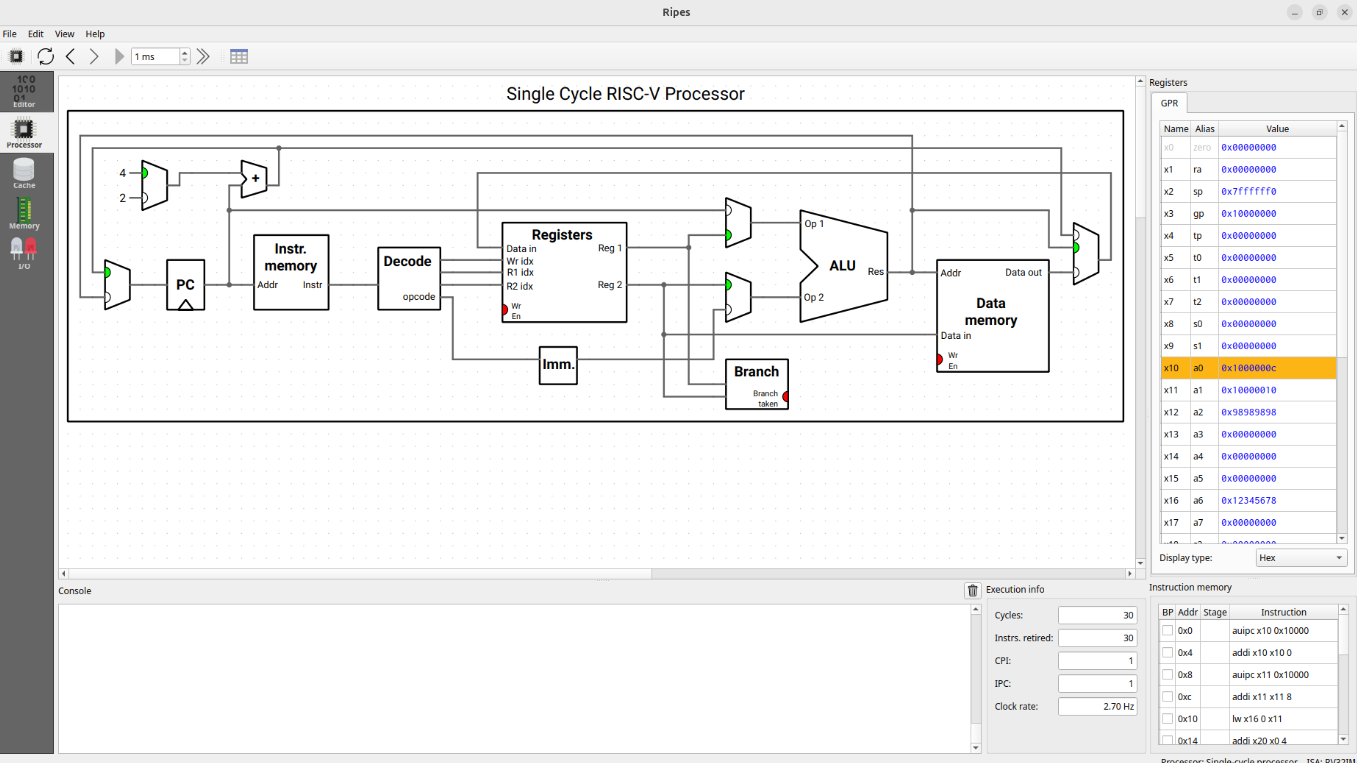 Ripes
File Edit View Help
1 ms
Editor
Processor
Cache
Memory
I/O
Single Cycle RISC-V Processor
4
2
+
PC
Instr. memory
Addr Instr
Decode
opcode
Registers
Data in
Wr idx
R1 idx
R2 idx
Wr
En
Reg 1
Reg 2
Imm.
Branch
Branch
taken
Op 1
ALU
Res
Op 2
Addr Data out
Data
memory
Data in
Wr
En
Registers
GPR
Name Alias Value
x0 zero 0x00000000
x1 ra 0x00000000
x2 sp 0x7ffffff0
x3 gp 0x10000000
x4 tp 0x00000000
x5 t0 0x00000000
x6 t1 0x00000000
x7 t2 0x00000000
x8 s0 0x00000000
x9 s1 0x00000000
x10 a0 0x1000000c
x11 a1 0x10000010
x12 a2 0x98989898
x13 a3 0x00000000
x14 a4 0x00000000
x15 a5 0x00000000
x16 a6 0x12345678
x17 a7 0x00000000
Display type: Hex
Console
Execution info
Cycles: 30
Instrs. retired: 30
CPI: 1
IPC: 1
Clock rate: 2.70 Hz
Instruction memory
BP Addr Stage Instruction
0x0 auipc x10 0x10000
0x4 addi x10 x10 0
0x8 auipc x11 0x10000
0xc addi x11 x11 8
0x10 lw x16 0 x11
0x14 addi x20 x0 4
Processor: Single-cycle processor ISA: RV32IM